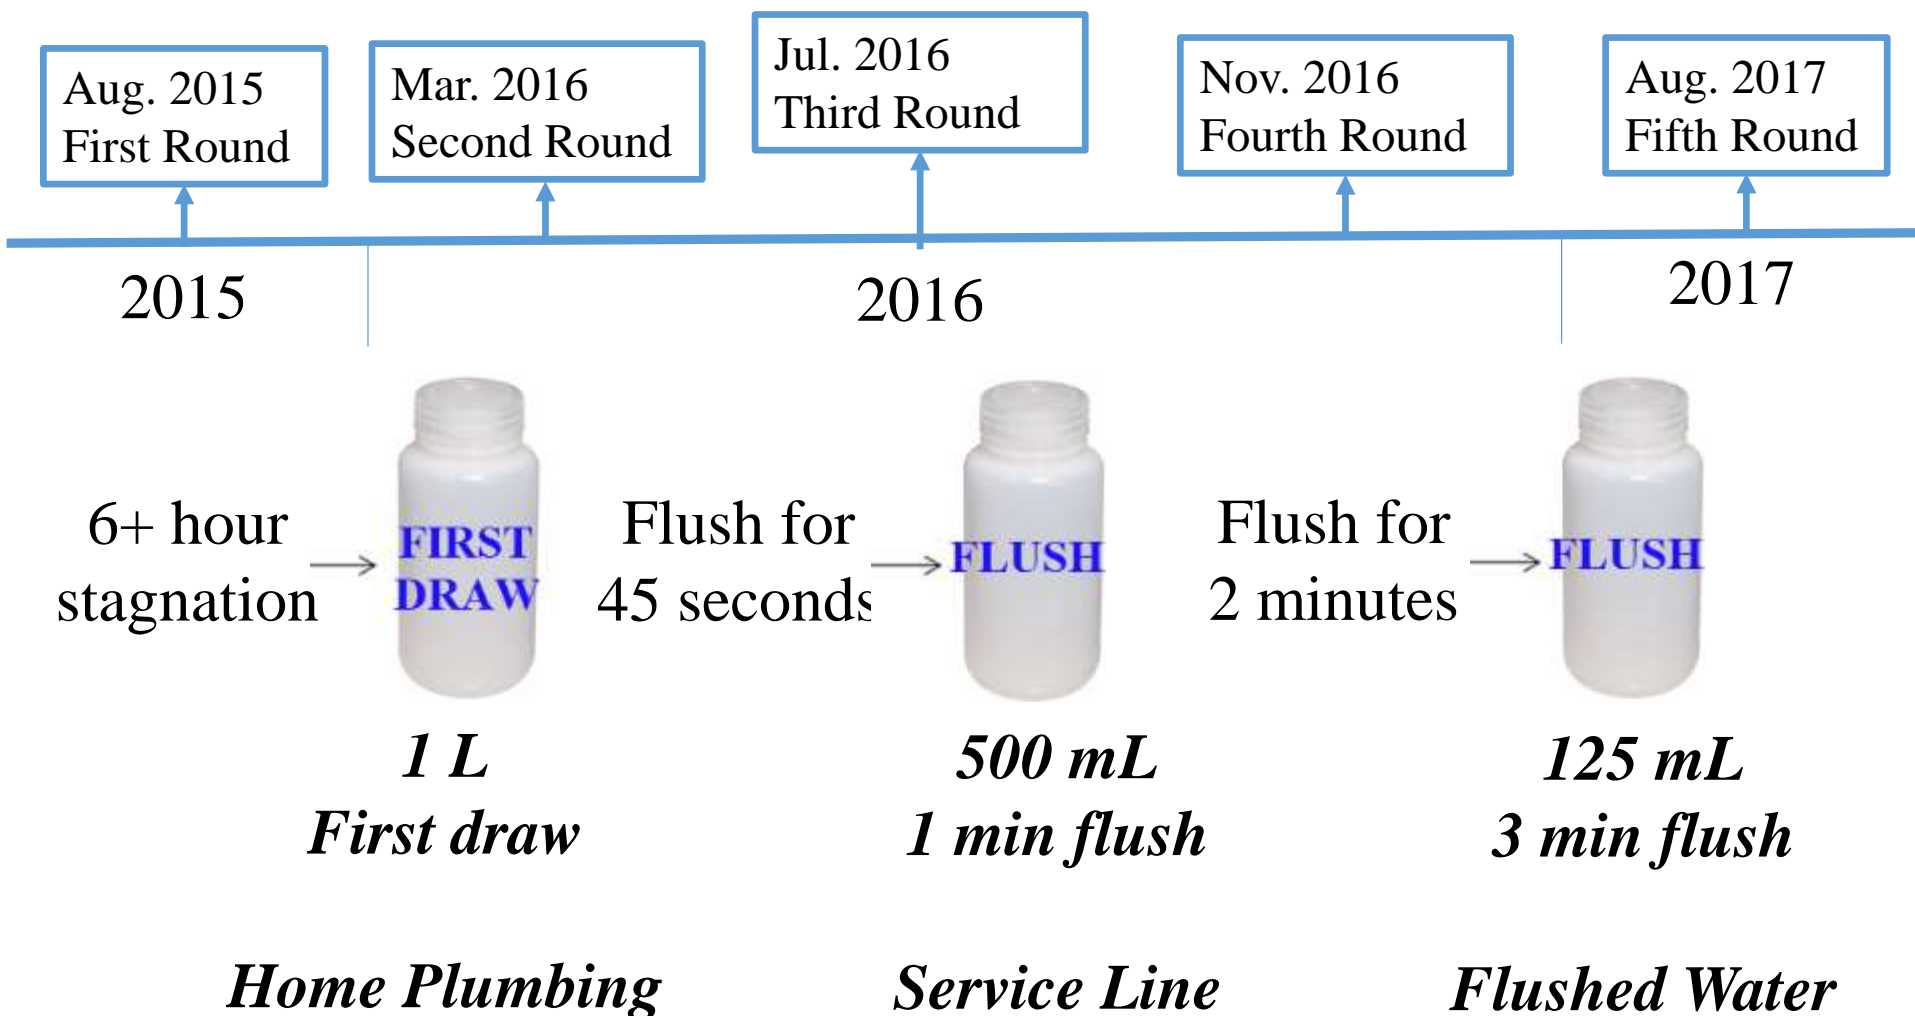 Aug. 2015
First Round
Mar. 2016
Second Round
Jul. 2016
Third Round
Nov. 2016
Fourth Round
Aug. 2017
Fifth Round
2015
2016
2017
6+ hour
stagnation
FIRST
DRAW
Flush for
45 seconds
FLUSH
Flush for
2 minutes
FLUSH
1 L
First draw
500 mL
1 min flush
125 mL
3 min flush
Home Plumbing
Service Line
Flushed Water